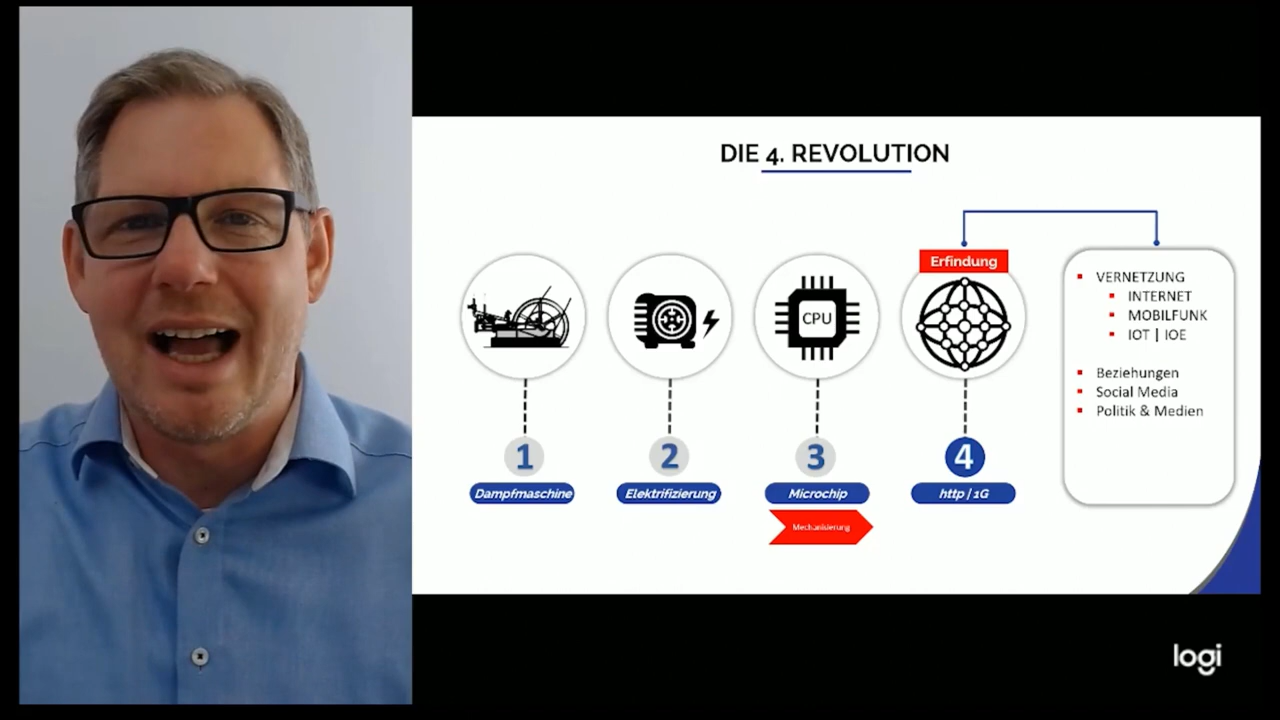 DIE 4. REVOLUTION
Erfindung
CPU
1
2
3
4
Dampfmaschine
Elektrifizierung
Microchip
http / 1G
Mechanisierung
VERNETZUNG
INTERNET
MOBILFUNK
IOT | IOE
Beziehungen
Social Media
Politik & Medien
logi